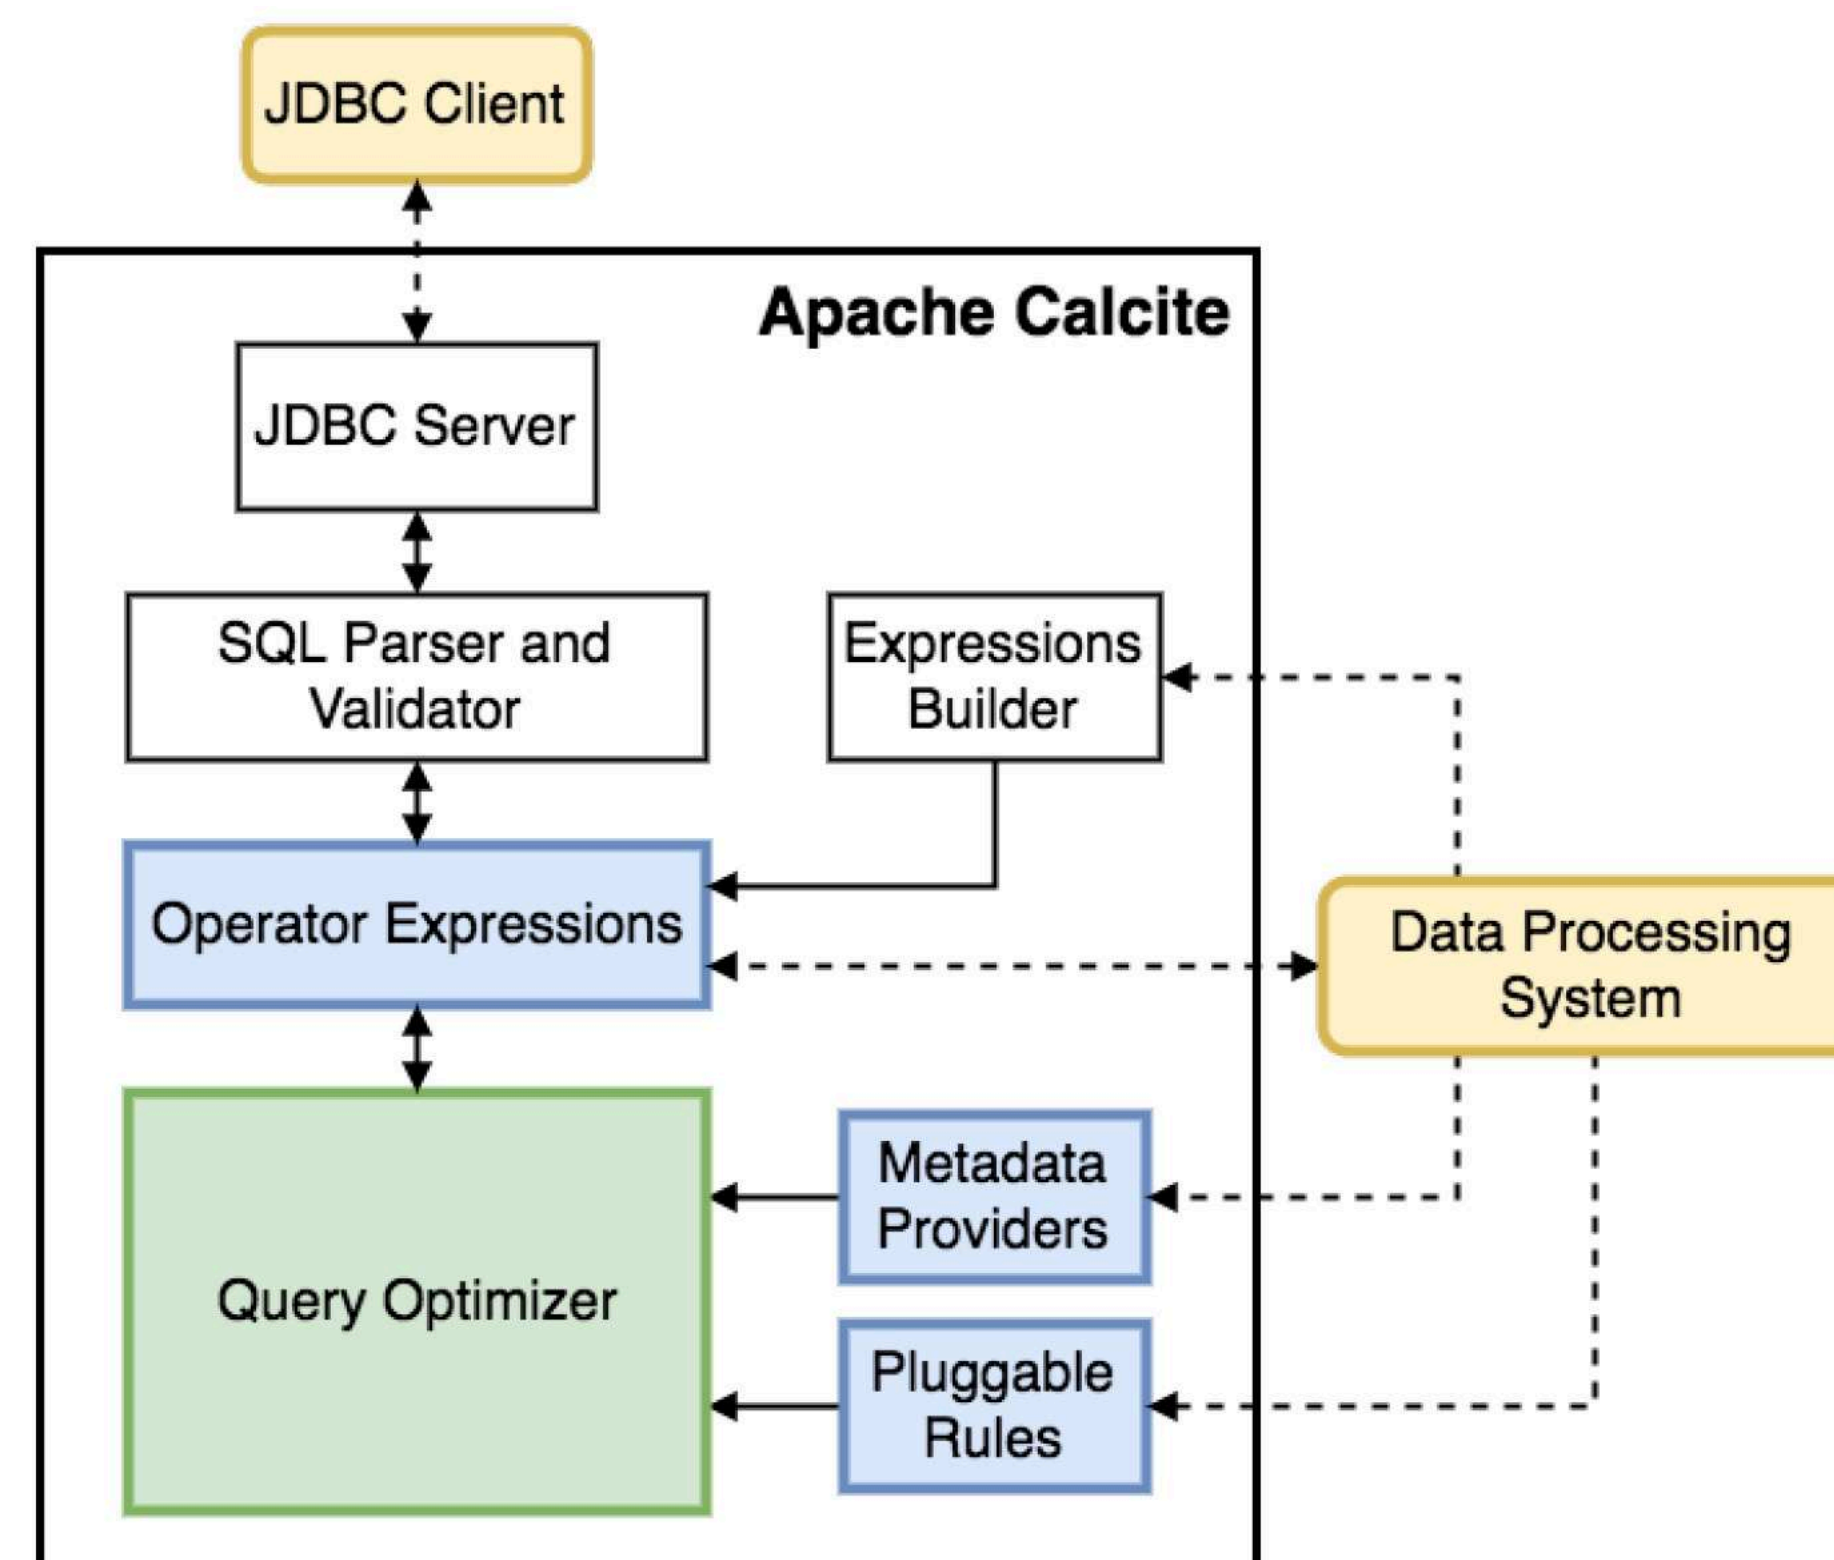 JDBC Client
Apache Calcite
JDBC Server
SQL Parser and
Validator
Expressions
Builder
Operator Expressions
Data Processing
System
Query Optimizer
Metadata
Providers
Pluggable
Rules